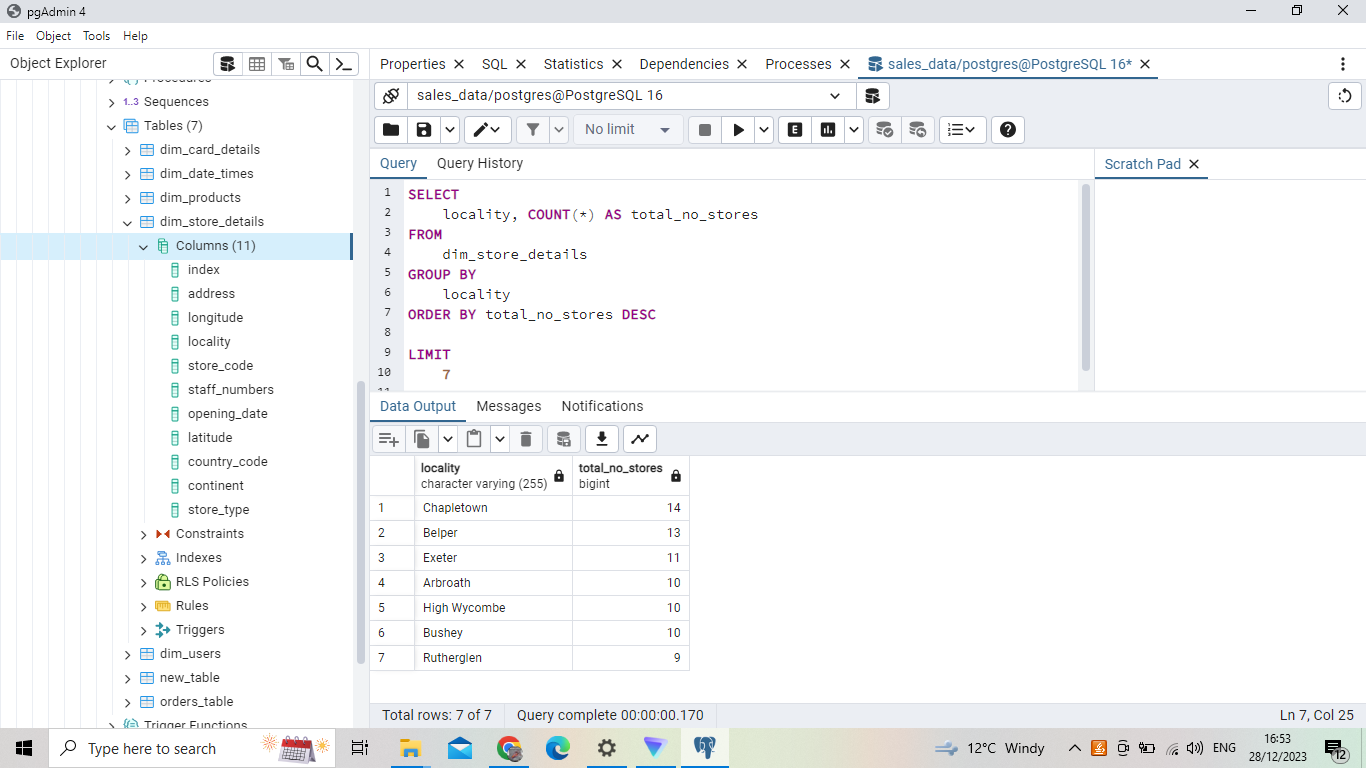 pgAdmin 4
File Object Tools Help
Object Explorer
Procedures
1..3 Sequences
Tables (7)
dim_card_details
dim_date_times
dim_products
dim_store_details
Columns (11)
index
address
longitude
locality
store_code
staff_numbers
opening_date
latitude
country_code
continent
store_type
Constraints
Indexes
RLS Policies
Rules
Triggers
dim_users
new_table
orders_table
Trigger Functions
Properties SQL Statistics Dependencies Processes sales_data/postgres@PostgreSQL 16*
sales_data/postgres@PostgreSQL 16
No limit
E
Query Query History
Scratch Pad
1 SELECT
2 locality, COUNT(*) AS total_no_stores
3 FROM
4 dim_store_details
5 GROUP BY
6 locality
7 ORDER BY total_no_stores DESC
8
9 LIMIT
10 7
11
Data Output Messages Notifications
locality total_no_stores
character varying (255) bigint
1 Chapletown 14
2 Belper 13
3 Exeter 11
4 Arbroath 10
5 High Wycombe 10
6 Bushey 10
7 Rutherglen 9
Total rows: 7 of 7 Query complete 00:00:00.170 Ln 7, Col 25
Type here to search
12°C Windy
ENG
16:53
28/12/2023
12